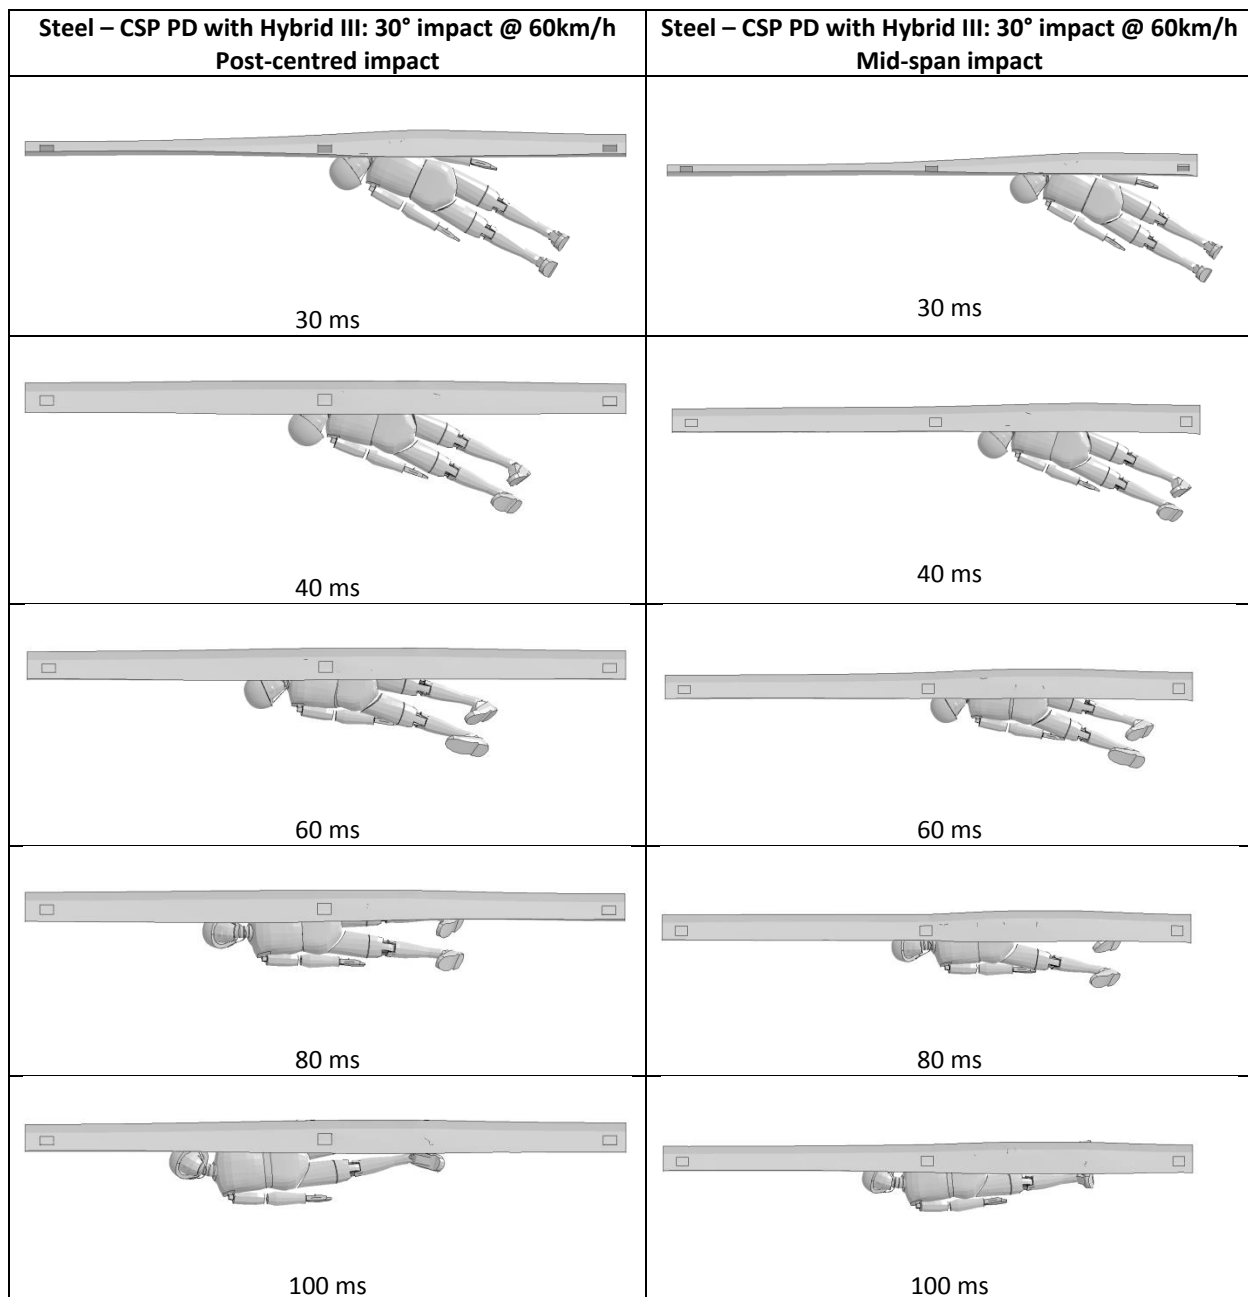 Steel – CSP PD with Hybrid III: 30° impact @ 60km/h
Post-centred impact
Steel – CSP PD with Hybrid III: 30° impact @ 60km/h
Mid-span impact
30 ms
30 ms
40 ms
40 ms
60 ms
60 ms
80 ms
80 ms
100 ms
100 ms